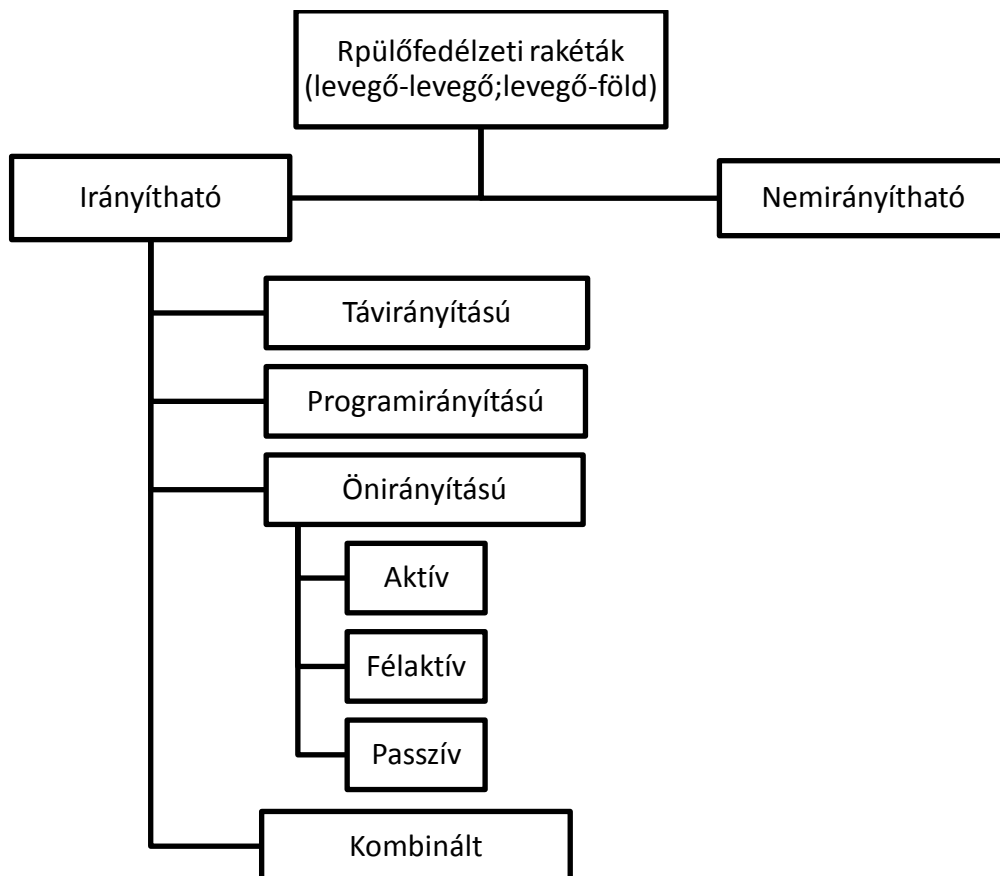 Rpülőfedélzeti rakéták
(levegő-levegő;levegő-föld)
Irányítható
Nemirányítható
Távirányítású
Programirányítású
Önirányítású
Aktív
Félaktív
Passzív
Kombinált